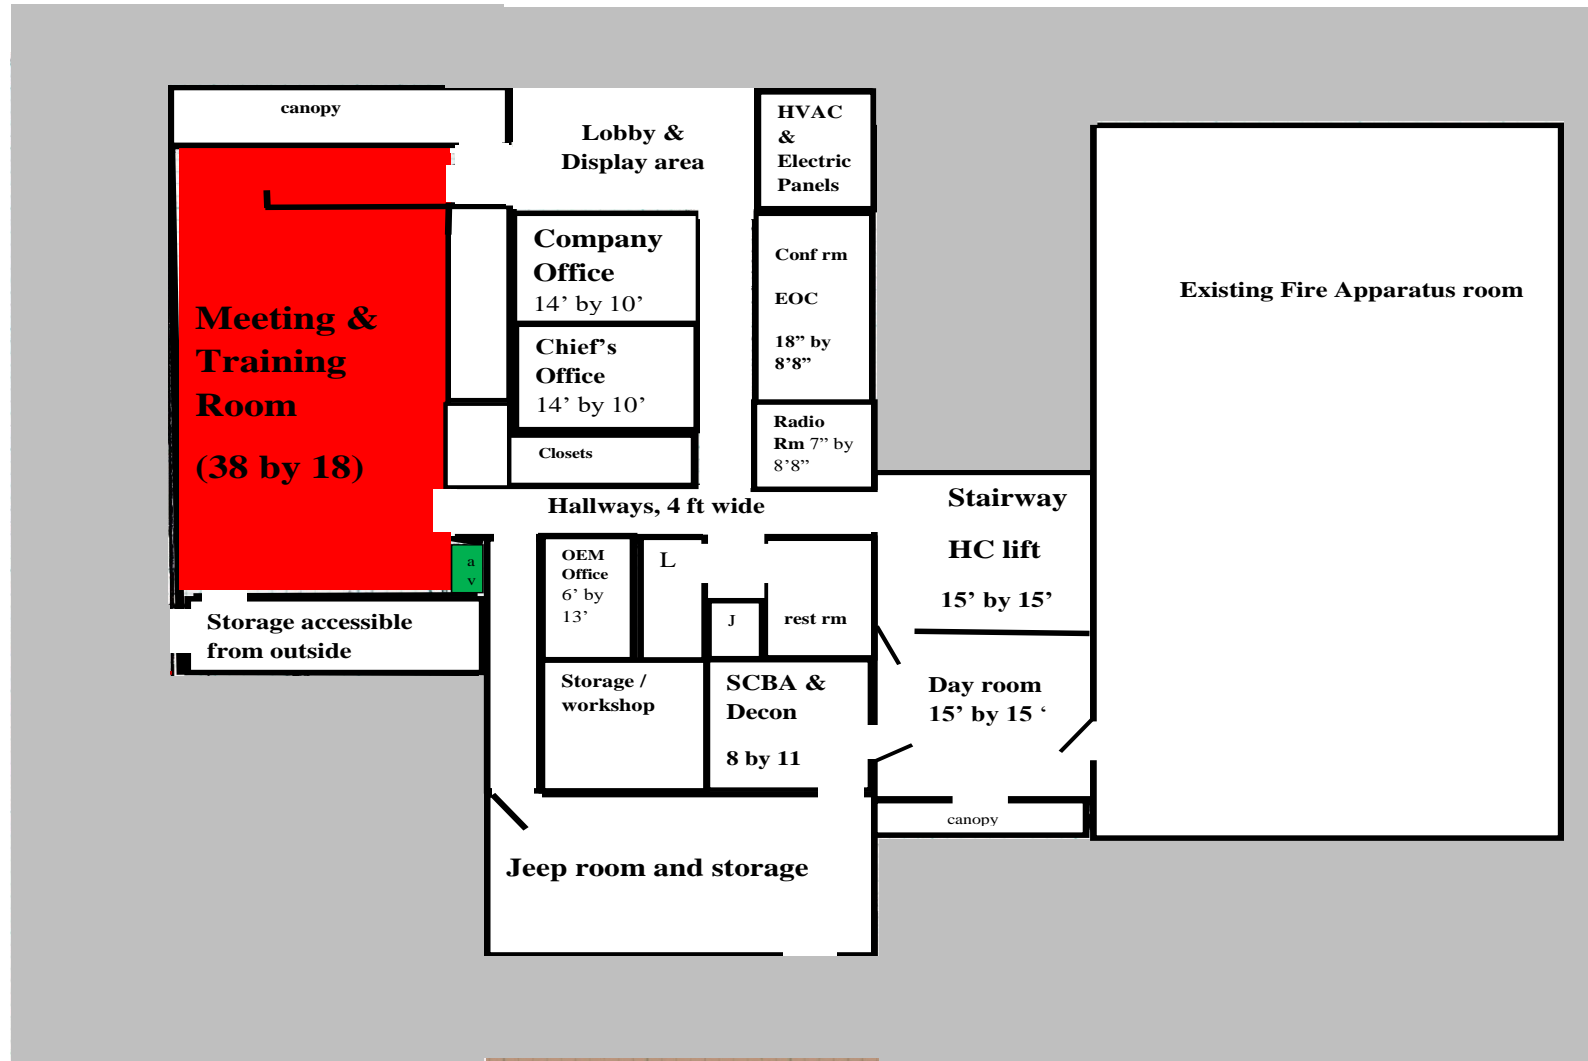 canopy
Lobby &
Display area
HVAC
&
Electric
Panels
Meeting &
Training
Room
(38 by 18)
Company
Office
14’ by 10’
Chief’s
Office
14’ by 10’
Closets
Conf rm
EOC
18” by
8’8”
Radio
Rm 7” by
8’8”
Existing Fire Apparatus room
Hallways, 4 ft wide
Stairway
HC lift
15’ by 15’
a
v
OEM
Office
6’ by
13’
L
J
rest rm
Storage accessible
from outside
Storage /
workshop
SCBA &
Decon
8 by 11
Day room
15’ by 15 ‘
canopy
Jeep room and storage